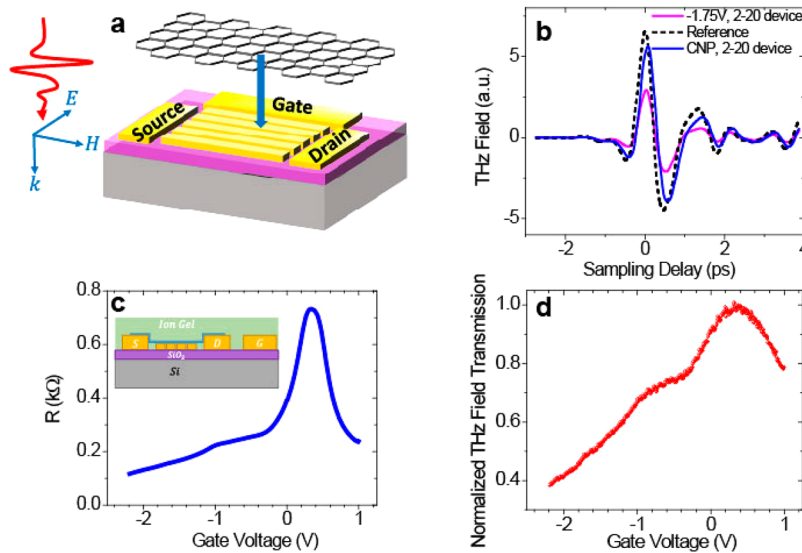 a
E
H
k
Source
Gate
Drain
b
-1.75V, 2-20 device
Reference
CNP, 2-20 device
THz Field (a.u.)
5
0
-5
-2
0
2
4
Sampling Delay (ps)
c
R (kΩ)
0.8
0.6
0.4
0.2
0.0
-2
-1
0
1
Gate Voltage (V)
Ion Gel
S
D
G
SiO₂
Si
d
Normalized THz Field Transmission
1.0
0.8
0.6
0.4
-2
-1
0
1
Gate Voltage (V)